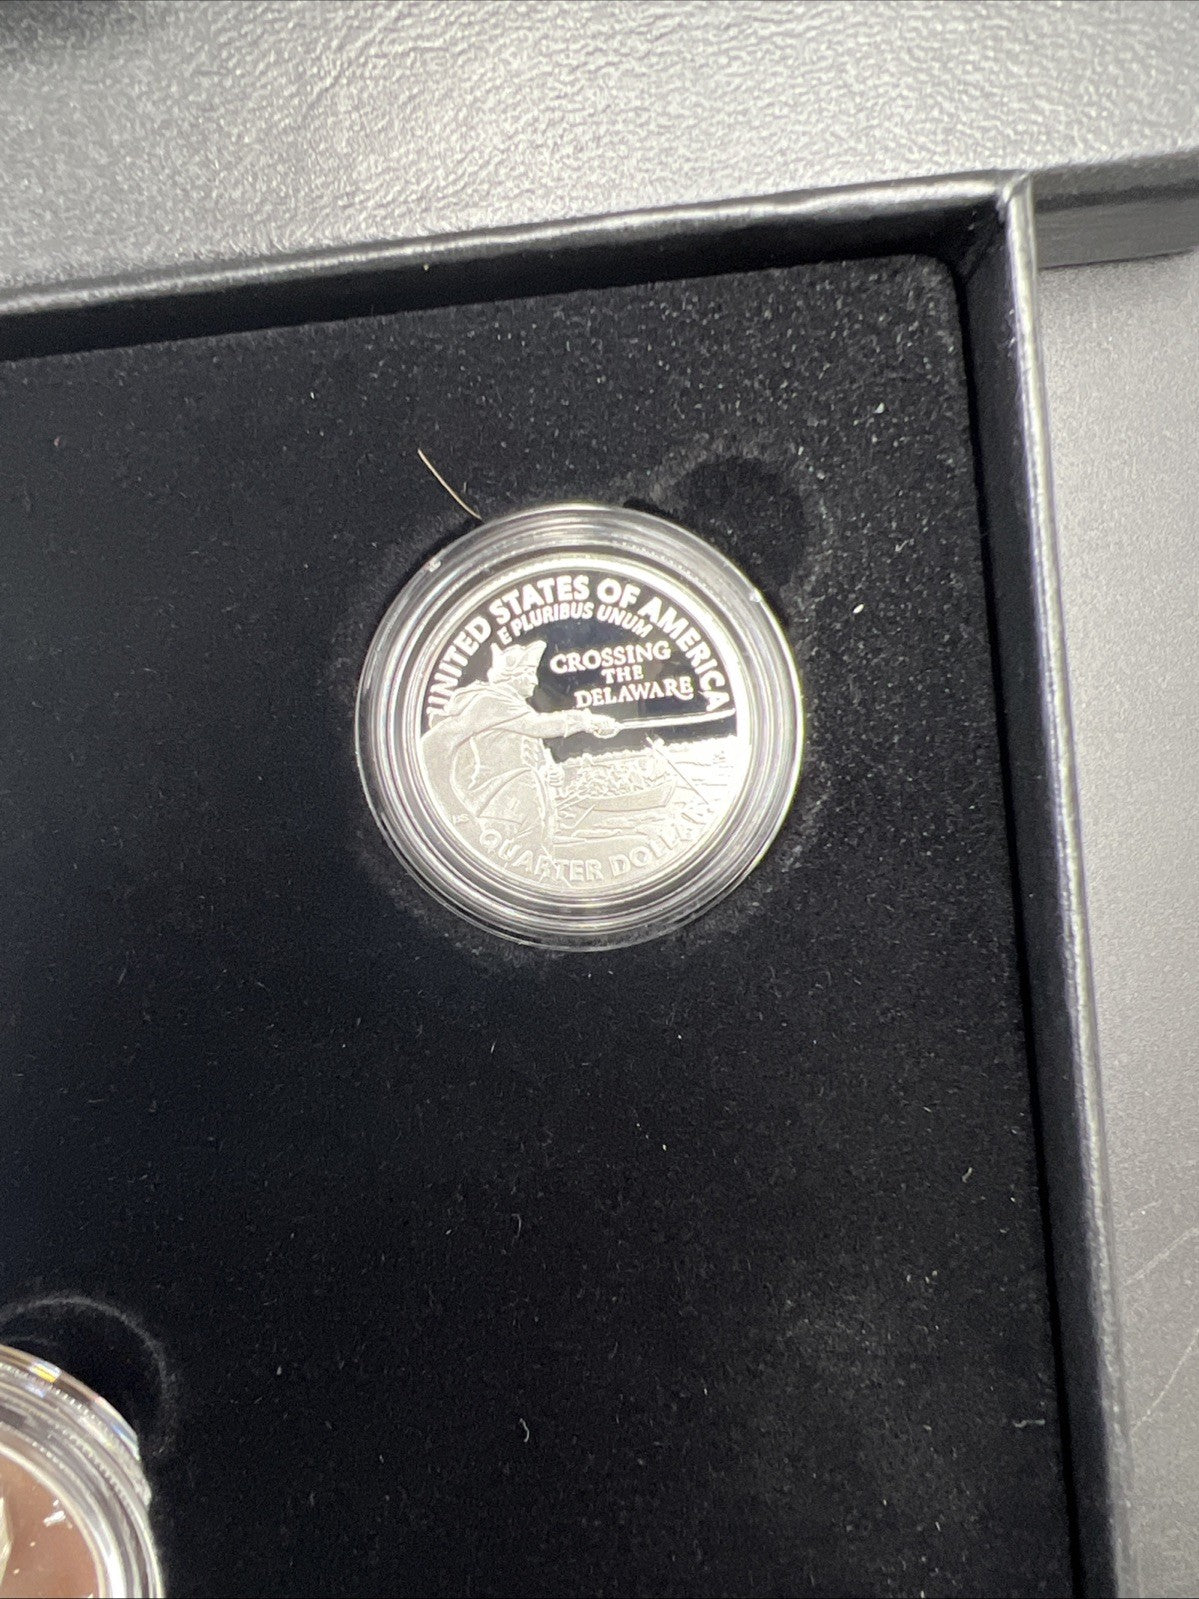 UNITED STATES OF AMERICA
E PLURIBUS UNUM
CROSSING
THE
DELAWARE
QUARTER DOLLAR